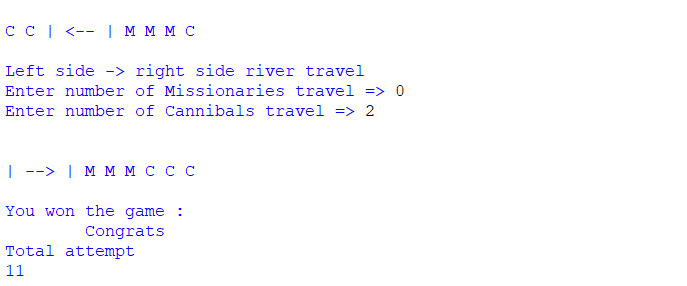 C C | <-- | M M M C
Left side -> right side river travel
Enter number of Missionaries travel => 0
Enter number of Cannibals travel => 2
| --> | M M M C C C
You won the game :
Congrats
Total attempt
11